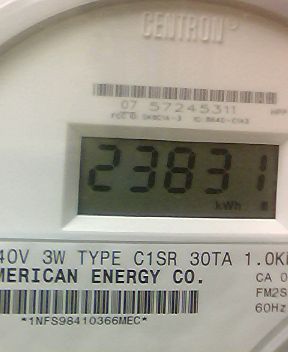 CENTRON
07 57245311
23831
kWh
40V 3W TYPE C1SR 30TA 1.0K
MERICAN ENERGY CO.
CA 0
FM2S
60Hz
*1NFS98410366MEC*